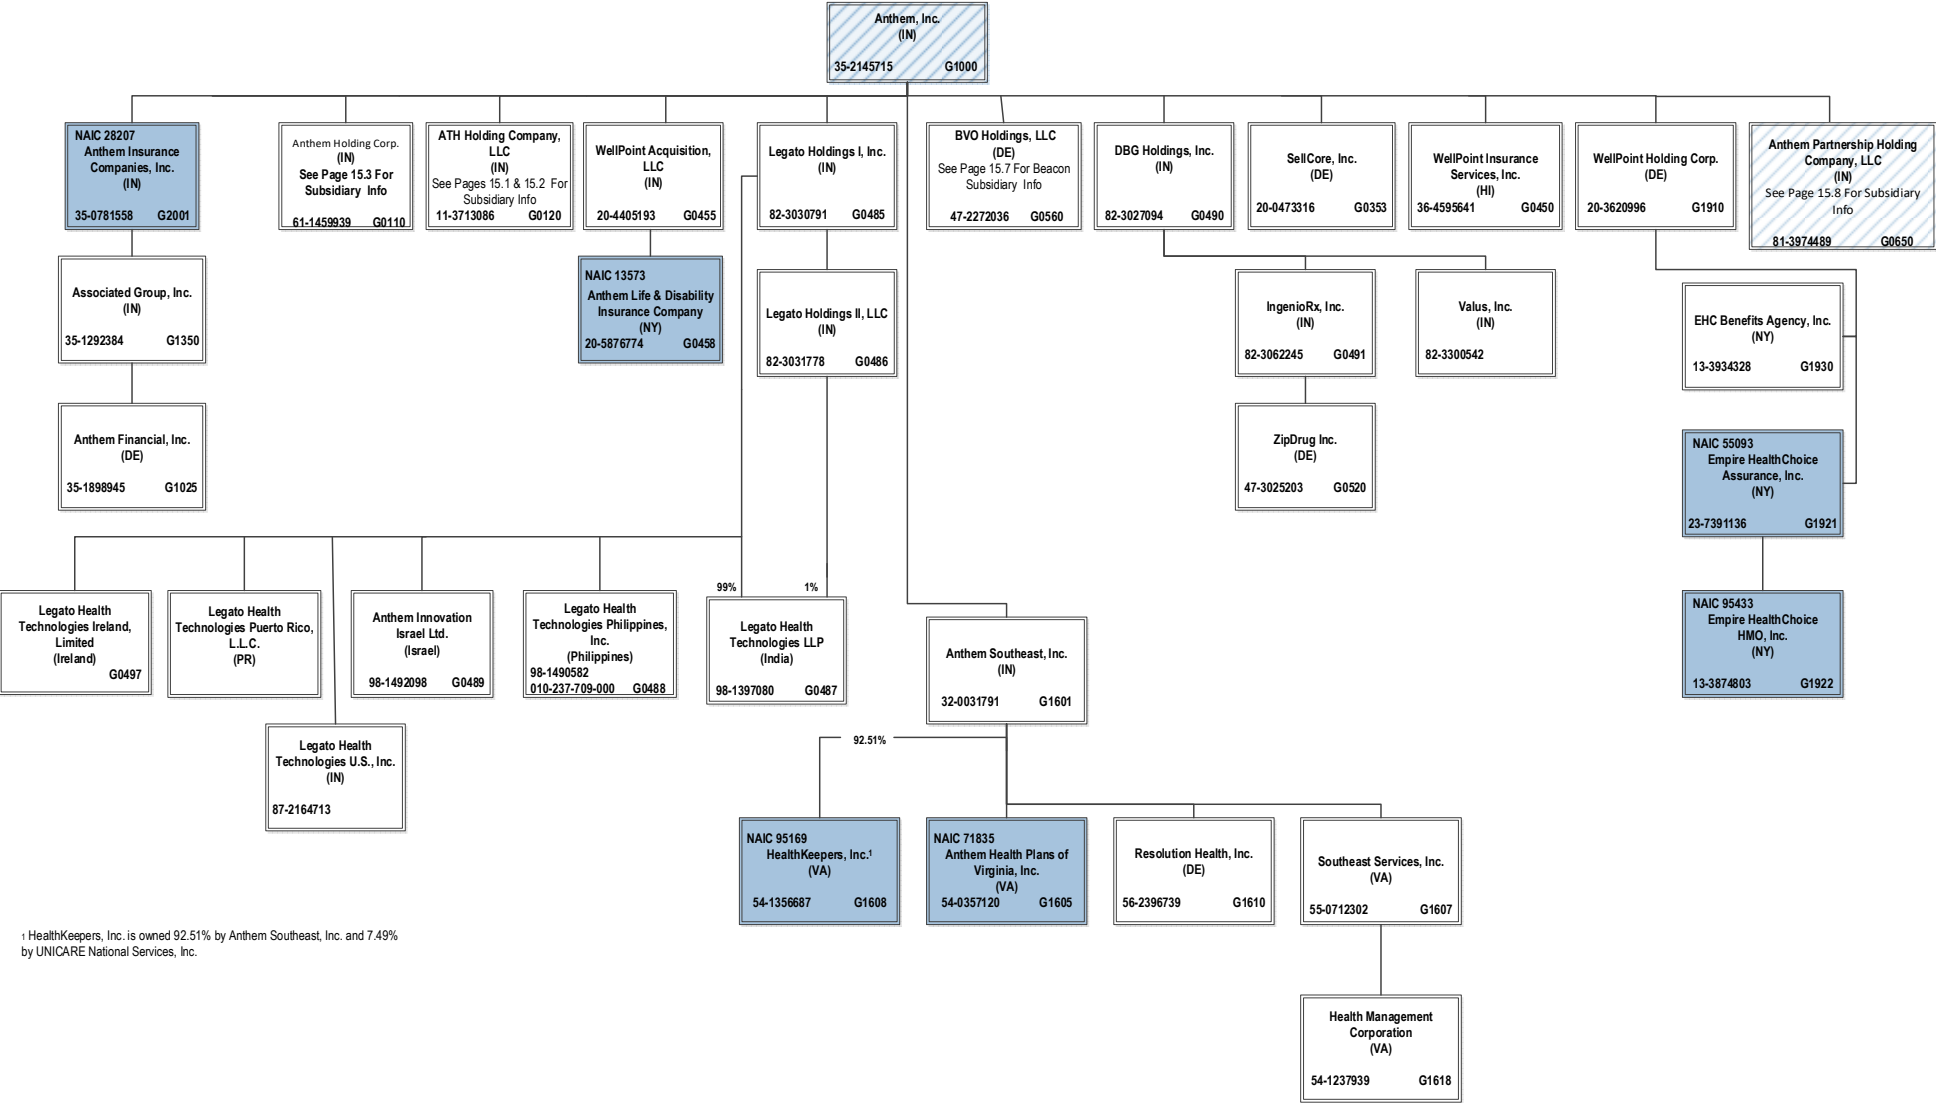 Anthem, Inc.
(IN)
35-2145715 G1000
NAIC 28207
Anthem Insurance
Companies, Inc.
(IN)
35-0781558 G2001
Anthem Holding Corp.
(IN)
See Page 15.3 For
Subsidiary Info
61-1459939 G0110
ATH Holding Company,
LLC
(IN)
See Pages 15.1 & 15.2 For
Subsidiary Info
11-3713086 G0120
WellPoint Acquisition,
LLC
(IN)
20-4405193 G0455
Legato Holdings I, Inc.
(IN)
82-3030791 G0485
BVO Holdings, LLC
(DE)
See Page 15.7 For Beacon
Subsidiary Info
47-2272036 G0560
DBG Holdings, Inc.
(IN)
82-3027094 G0490
SellCore, Inc.
(DE)
20-0473316 G0353
WellPoint Insurance
Services, Inc.
(HI)
36-4595641 G0450
WellPoint Holding Corp.
(DE)
20-3620996 G1910
Anthem Partnership Holding
Company, LLC
(IN)
See Page 15.8 For Subsidiary
Info
81-3974489 G0650
Associated Group, Inc.
(IN)
35-1292384 G1350
NAIC 13573
Anthem Life & Disability
Insurance Company
(NY)
20-5876774 G0458
Legato Holdings II, LLC
(IN)
82-3031778 G0486
IngenioRx, Inc.
(IN)
82-3062245 G0491
Valus, Inc.
(IN)
82-3300542
EHC Benefits Agency, Inc.
(NY)
13-3934328 G1930
Anthem Financial, Inc.
(DE)
35-1898945 G1025
ZipDrug Inc.
(DE)
47-3025203 G0520
NAIC 55093
Empire HealthChoice
Assurance, Inc.
(NY)
23-7391136 G1921
99% 1%
Legato Health
Technologies Ireland,
Limited
(Ireland)
G0497
Legato Health
Technologies Puerto Rico,
L.L.C.
(PR)
Anthem Innovation
Israel Ltd.
(Israel)
98-1492098 G0489
Legato Health
Technologies Philippines,
Inc.
(Philippines)
98-1490582
010-237-709-000 G0488
Legato Health
Technologies LLP
(India)
98-1397080 G0487
Anthem Southeast, Inc.
(IN)
32-0031791 G1601
NAIC 95433
Empire HealthChoice
HMO, Inc.
(NY)
13-3874803 G1922
Legato Health
Technologies U.S., Inc.
(IN)
87-2164713
92.51%
NAIC 95169
HealthKeepers, Inc.¹
(VA)
54-1356687 G1608
NAIC 71835
Anthem Health Plans of
Virginia, Inc.
(VA)
54-0357120 G1605
Resolution Health, Inc.
(DE)
56-2396739 G1610
Southeast Services, Inc.
(VA)
55-0712302 G1607
1 HealthKeepers, Inc. is owned 92.51% by Anthem Southeast, Inc. and 7.49%
by UNICARE National Services, Inc.
Health Management
Corporation
(VA)
54-1237939 G1618